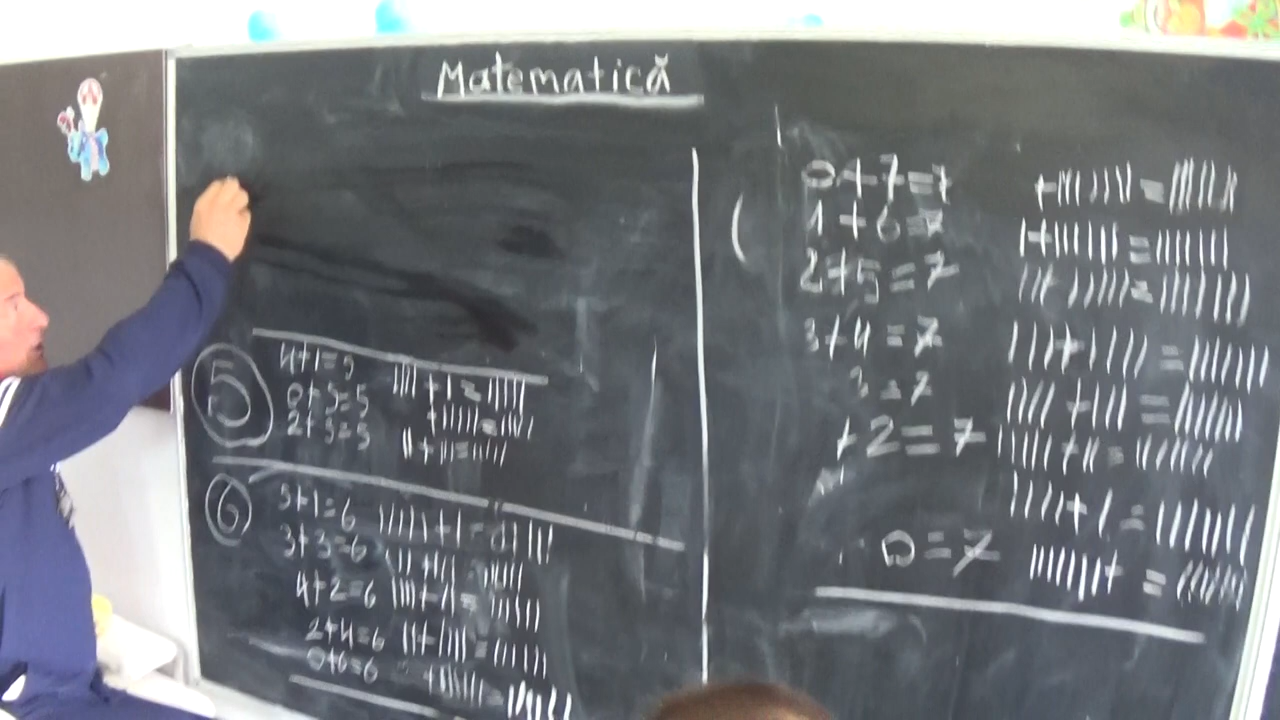 Matematică
5
4+1=5 |||| + | = |||||
0+5=5 + ||||| = |||||
2+3=5 || + ||| = |||||
6
5+1=6 ||||| + | = ||||||
3+3=6 ||| + ||| ||||||
4+2=6 |||| + || = ||||||
2+4=6 || + |||| = ||||||
0+6=6 + |||||| = ||||||
0+7=7 + ||||||| = |||||||
1+6=7 | + |||||| = |||||||
2+5=7 || + ||||| = |||||||
3+4=7 ||| + |||| = |||||||
3=7 |||| + ||| = |||||||
+2=7 ||||| + || = |||||||
|||||| + | = |||||||
0=7 ||||||| + = |||||||